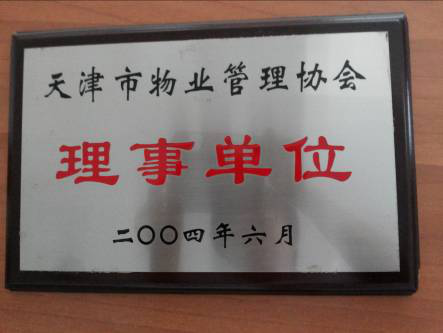 天津市物业管理协会
理事单位
二〇〇四年六月